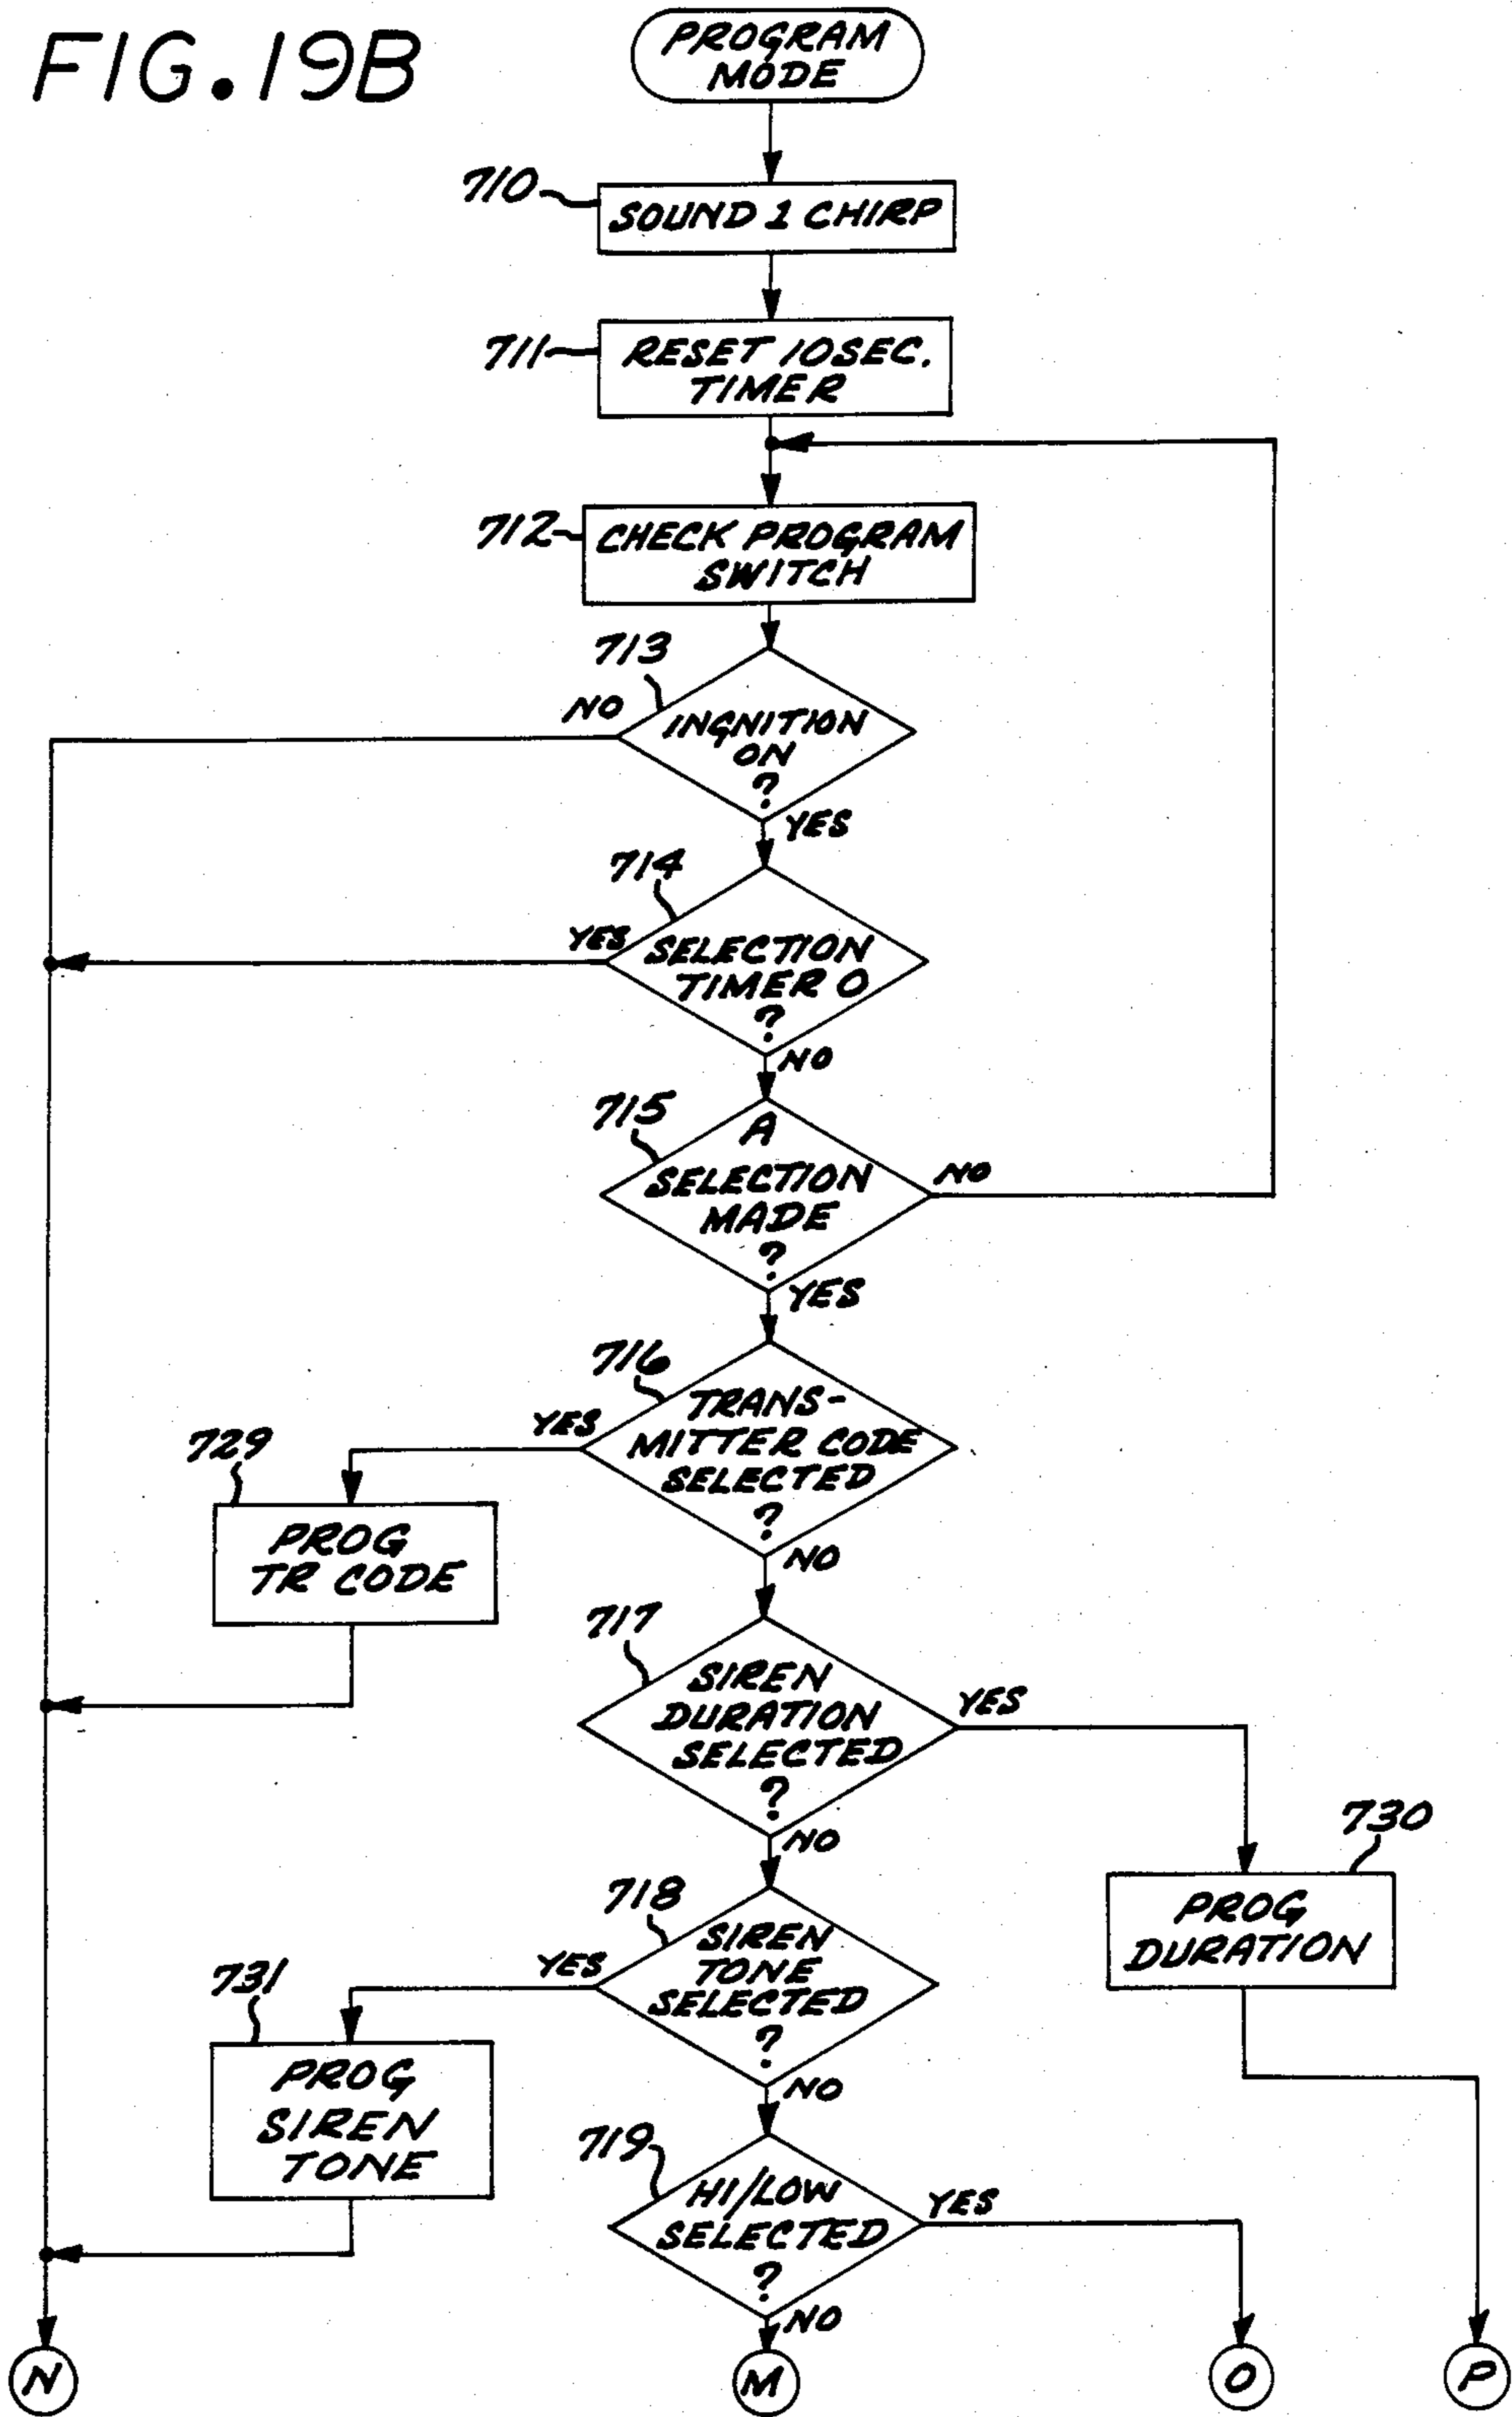 FIG. 19B
PROGRAM
MODE
710
SOUND 1 CHIRP
711
RESET 10SEC.
TIMER
712
CHECK PROGRAM
SWITCH
713
NO
INGNITION
ON
?
YES
714
YES
SELECTION
TIMER 0
?
NO
715
A
SELECTION
MADE
?
NO
YES
716
YES
TRANS-
MITTER CODE
SELECTED
?
NO
729
PROG
TR CODE
717
SIREN
DURATION
SELECTED
?
YES
NO
730
PROG
DURATION
718
YES
SIREN
TONE
SELECTED
?
NO
731
PROG
SIREN
TONE
719
HI/LOW
SELECTED
?
YES
NO
N
M
O
P